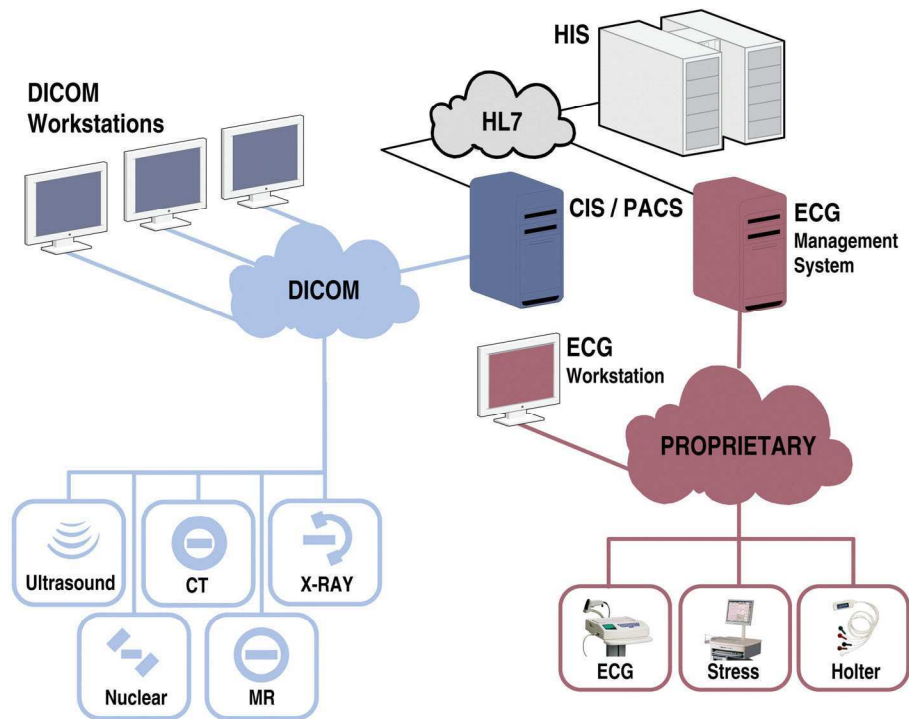 HIS
DICOM
Workstations
HL7
CIS / PACS
ECG
Management
System
DICOM
ECG
Workstation
PROPRIETARY
Ultrasound
CT
X-RAY
Nuclear
MR
ECG
Stress
Holter